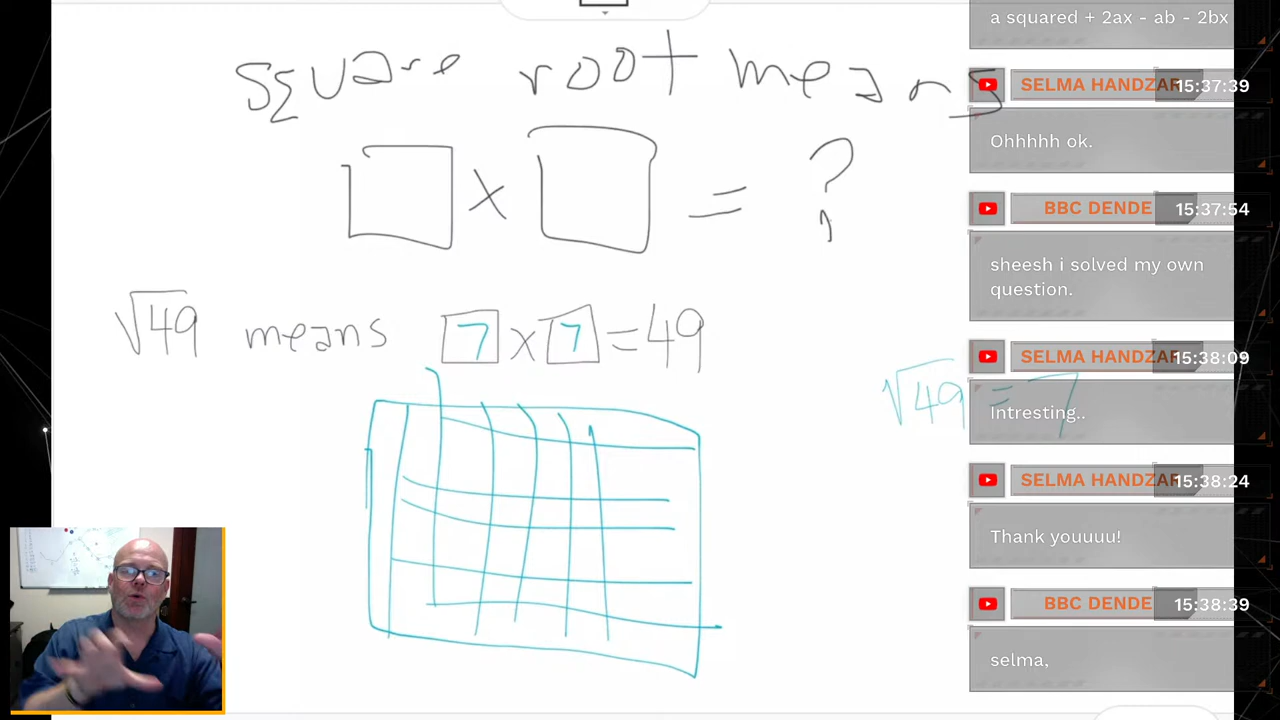 square root means
□ × □ = ?
√49 means 7 × 7 = 49
√49 = 7
a squared + 2ax - ab - 2bx
SELMA HANDZAR 15:37:39
Ohhhhh ok.
BBC DENDE 15:37:54
sheesh i solved my own
question.
SELMA HANDZAR 15:38:09
Intresting..
SELMA HANDZAR 15:38:24
Thank youuuu!
BBC DENDE 15:38:39
selma,